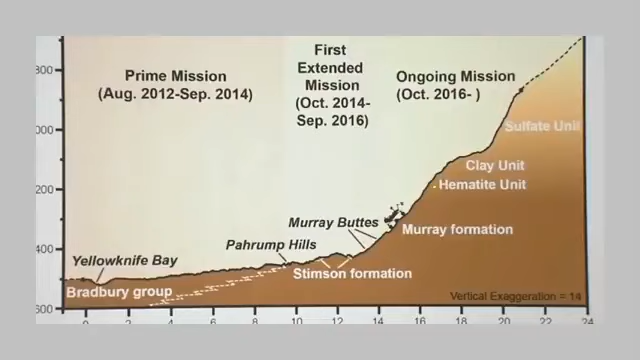 First
Extended
Mission
(Oct. 2014-
Sep. 2016)
Prime Mission
(Aug. 2012-Sep. 2014)
Ongoing Mission
(Oct. 2016- )
Sulfate Unit
Clay Unit
Hematite Unit
Murray Buttes
Murray formation
Pahrump Hills
Yellowknife Bay
Stimson formation
Bradbury group
Vertical Exaggeration = 14
0 4 6 8 10 12 14 16 18 20 22 24